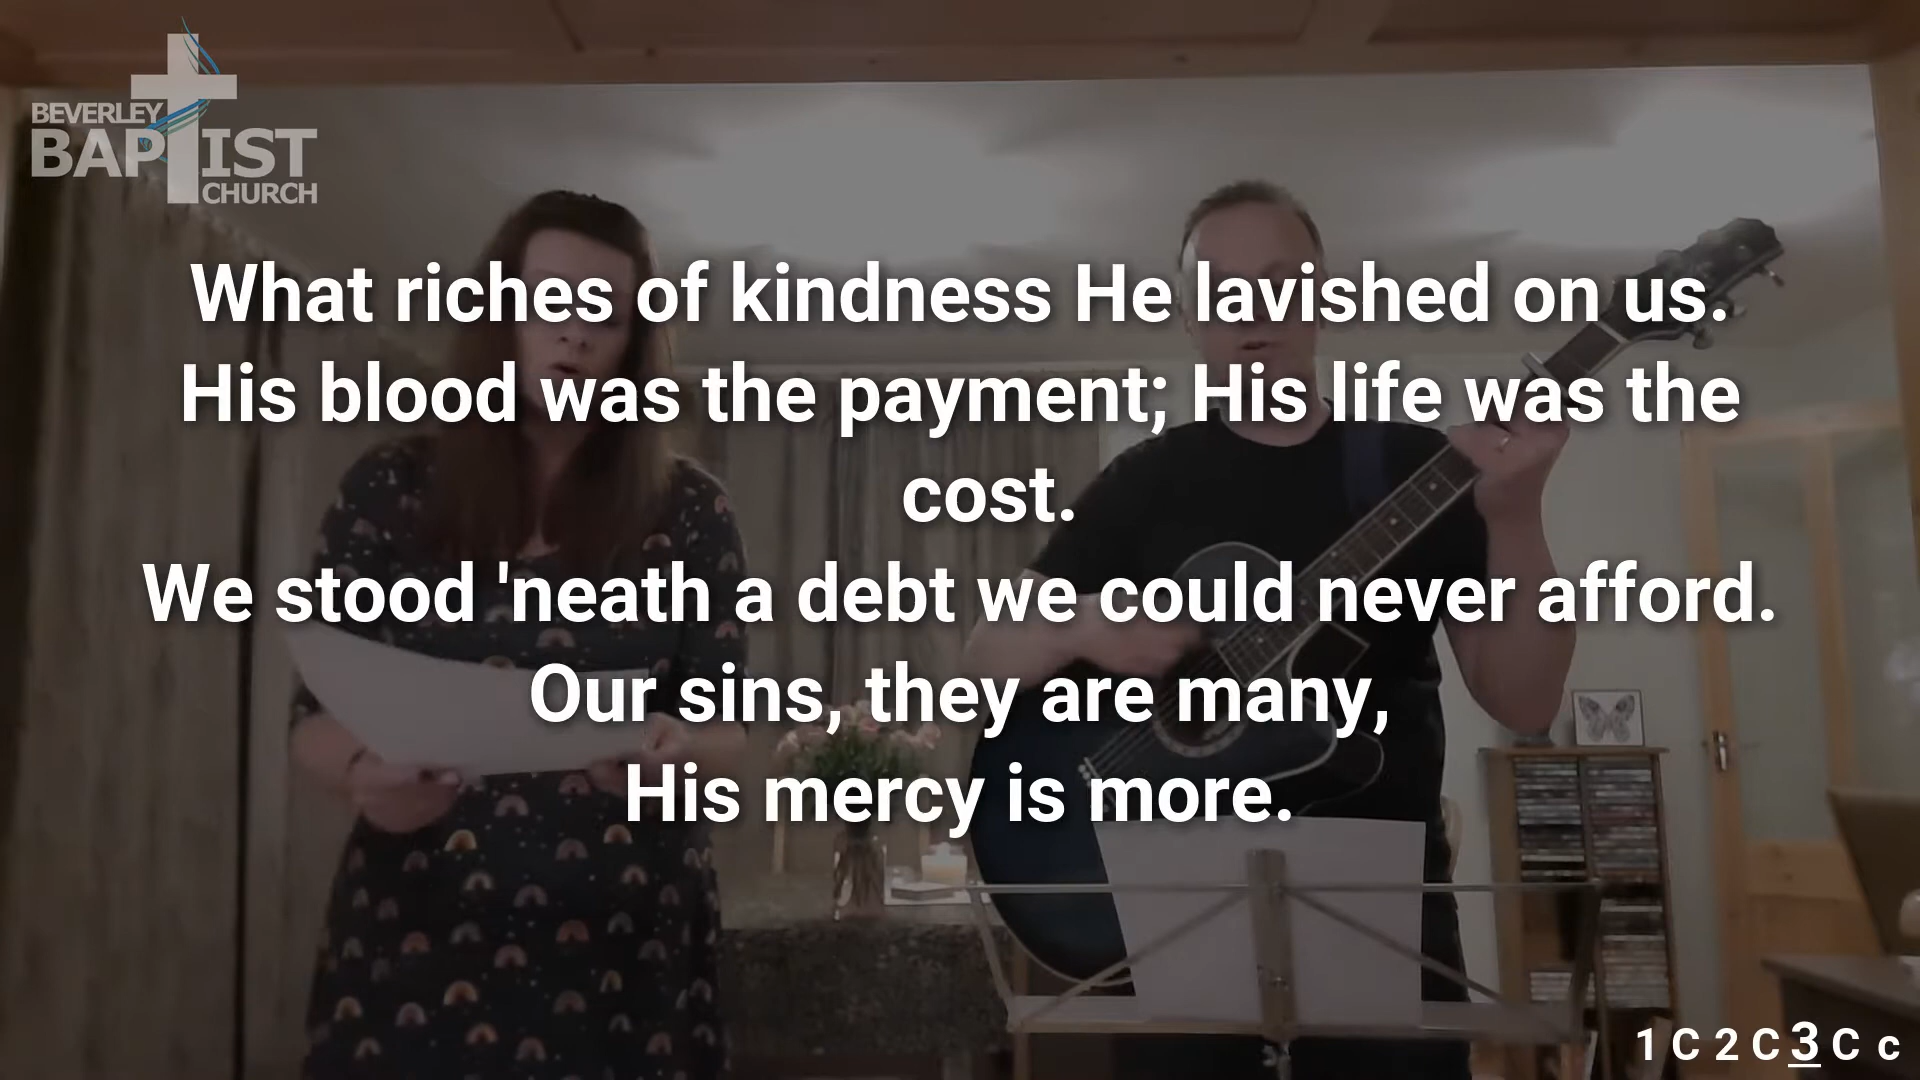 BEVERLEY
BAPTIST
CHURCH
What riches of kindness He lavished on us.
His blood was the payment; His life was the
cost.
We stood 'neath a debt we could never afford.
Our sins, they are many,
His mercy is more.
1 C 2 C 3 C c